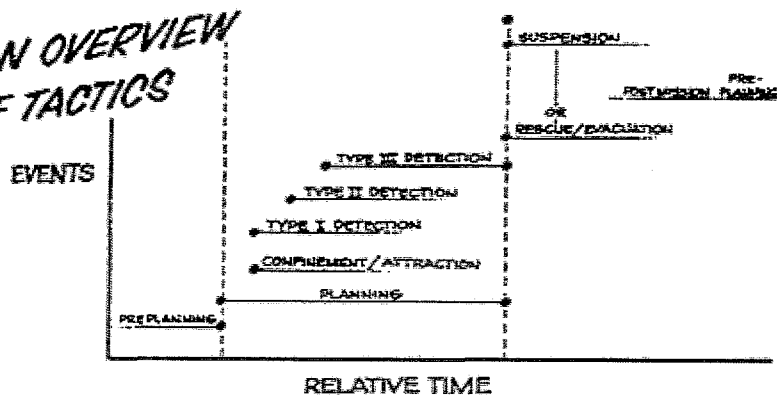 N OVERVIEW
F TACTICS
EVENTS
SUSPENSION
OR
RESCUE/EVACUATION
PRE-
POST MISSION PLANNING
TYPE III DETECTION
TYPE II DETECTION
TYPE I DETECTION
CONFINEMENT/ATTRACTION
PLANNING
PREPLANNING
RELATIVE TIME